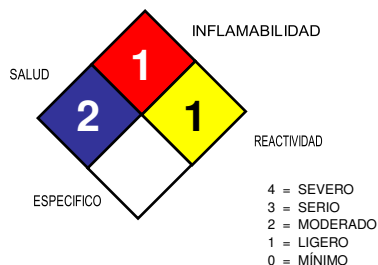 INFLAMABILIDAD
1
SALUD
2
1
REACTIVIDAD
ESPECIFICO
4 = SEVERO
3 = SERIO
2 = MODERADO
1 = LIGERO
0 = MÍNIMO